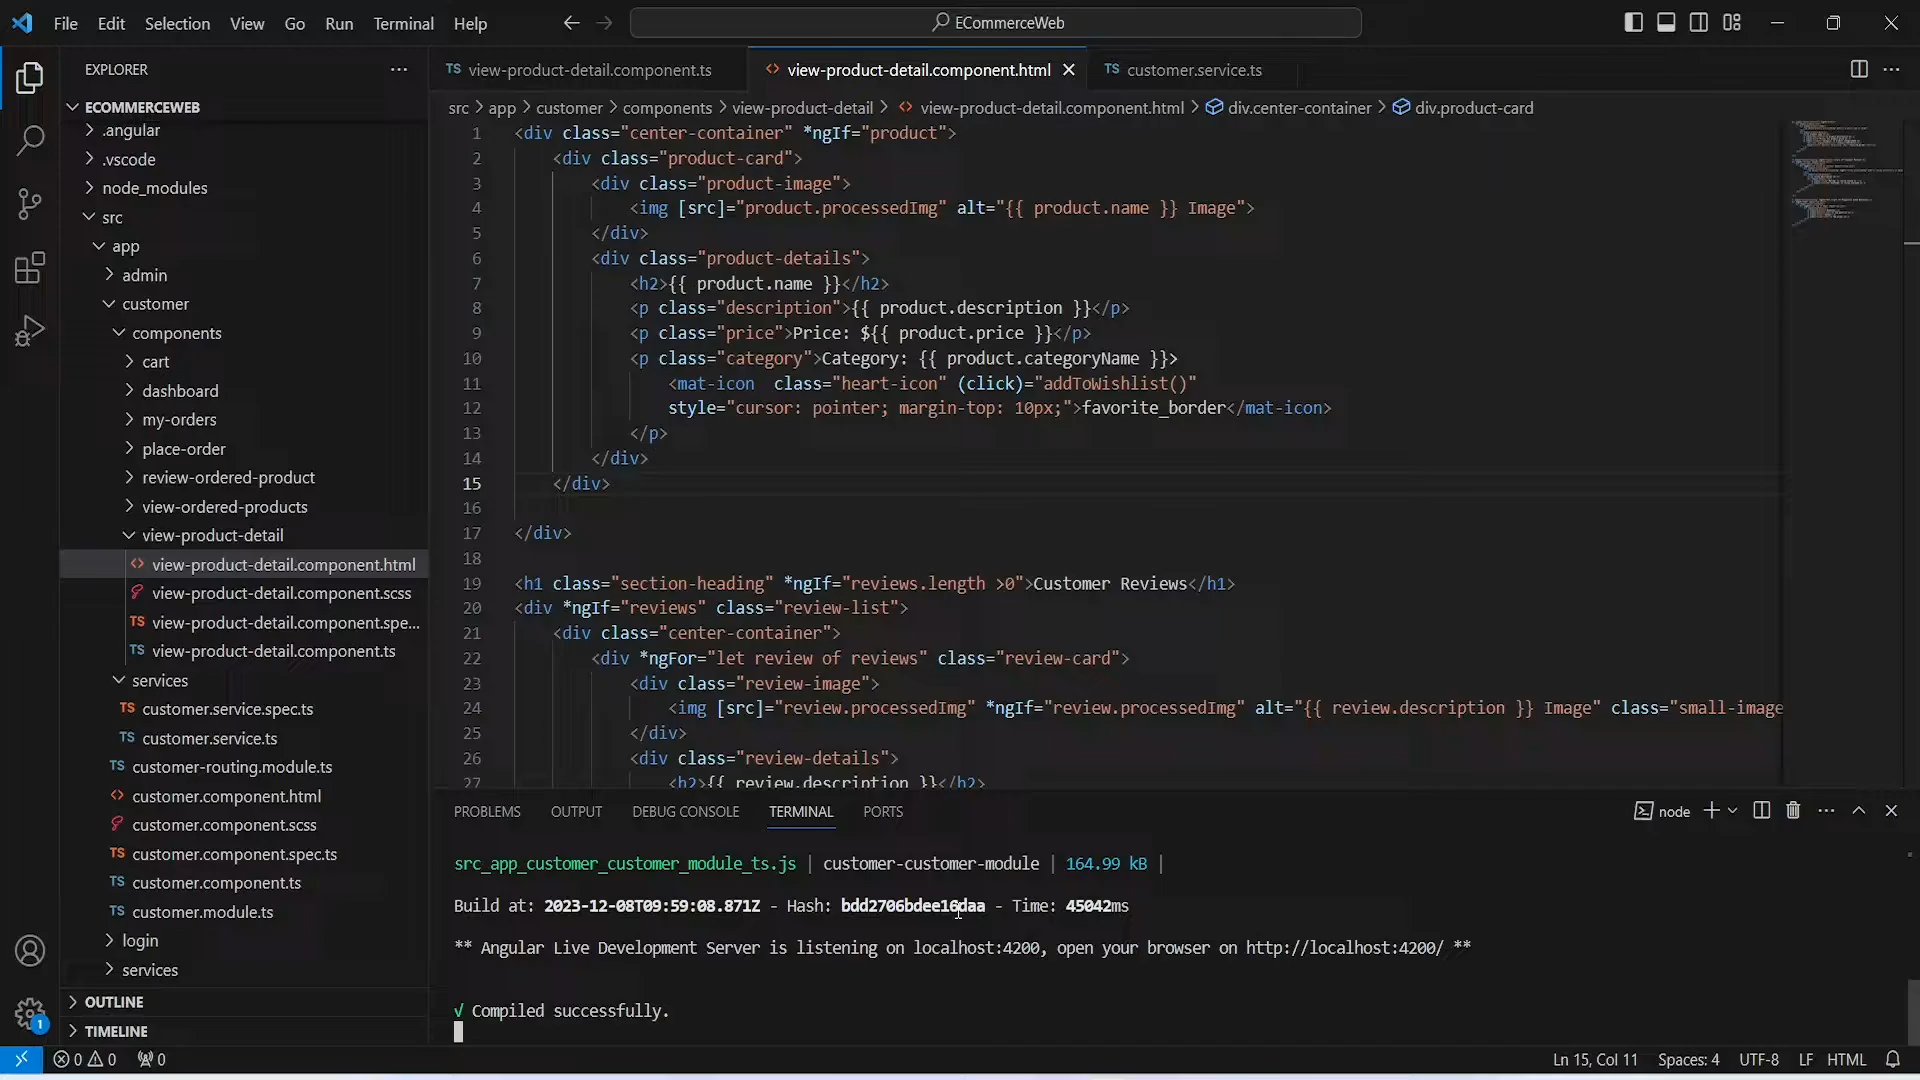 File Edit Selection View Go Run Terminal Help
ECommerceWeb
EXPLORER
ECOMMERCEWEB
.angular
.vscode
node_modules
src
app
admin
customer
components
cart
dashboard
my-orders
place-order
review-ordered-product
view-ordered-products
view-product-detail
view-product-detail.component.html
view-product-detail.component.scss
TS view-product-detail.component.spe...
TS view-product-detail.component.ts
services
TS customer.service.spec.ts
TS customer.service.ts
TS customer-routing.module.ts
customer.component.html
customer.component.scss
TS customer.component.spec.ts
TS customer.component.ts
TS customer.module.ts
login
services
OUTLINE
TIMELINE
TS view-product-detail.component.ts
<> view-product-detail.component.html
TS customer.service.ts
src > app > customer > components > view-product-detail > <> view-product-detail.component.html > div.center-container > div.product-card
1 <div class="center-container" *ngIf="product">
2 <div class="product-card">
3 <div class="product-image">
4 <img [src]="product.processedImg" alt="{{ product.name }} Image">
5 </div>
6 <div class="product-details">
7 <h2>{{ product.name }}</h2>
8 <p class="description">{{ product.description }}</p>
9 <p class="price">Price: ${{ product.price }}</p>
10 <p class="category">Category: {{ product.categoryName }}>
11 <mat-icon  class="heart-icon" (click)="addToWishlist()"
12 style="cursor: pointer; margin-top: 10px;">favorite_border</mat-icon>
13 </p>
14 </div>
15 </div>
16
17 </div>
18
19 <h1 class="section-heading" *ngIf="reviews.length >0">Customer Reviews</h1>
20 <div *ngIf="reviews" class="review-list">
21 <div class="center-container">
22 <div *ngFor="let review of reviews" class="review-card">
23 <div class="review-image">
24 <img [src]="review.processedImg" *ngIf="review.processedImg" alt="{{ review.description }} Image" class="small-image
25 </div>
26 <div class="review-details">
27 <h2>{{ review.description }}</h2>
PROBLEMS OUTPUT DEBUG CONSOLE TERMINAL PORTS
node
src_app_customer_customer_module_ts.js | customer-customer-module | 164.99 kB |
Build at: 2023-12-08T09:59:08.871Z - Hash: bdd2706bdee16daa - Time: 45042ms
** Angular Live Development Server is listening on localhost:4200, open your browser on http://localhost:4200/ **
√ Compiled successfully.
1
0 0 0
Ln 15, Col 11 Spaces: 4 UTF-8 LF HTML